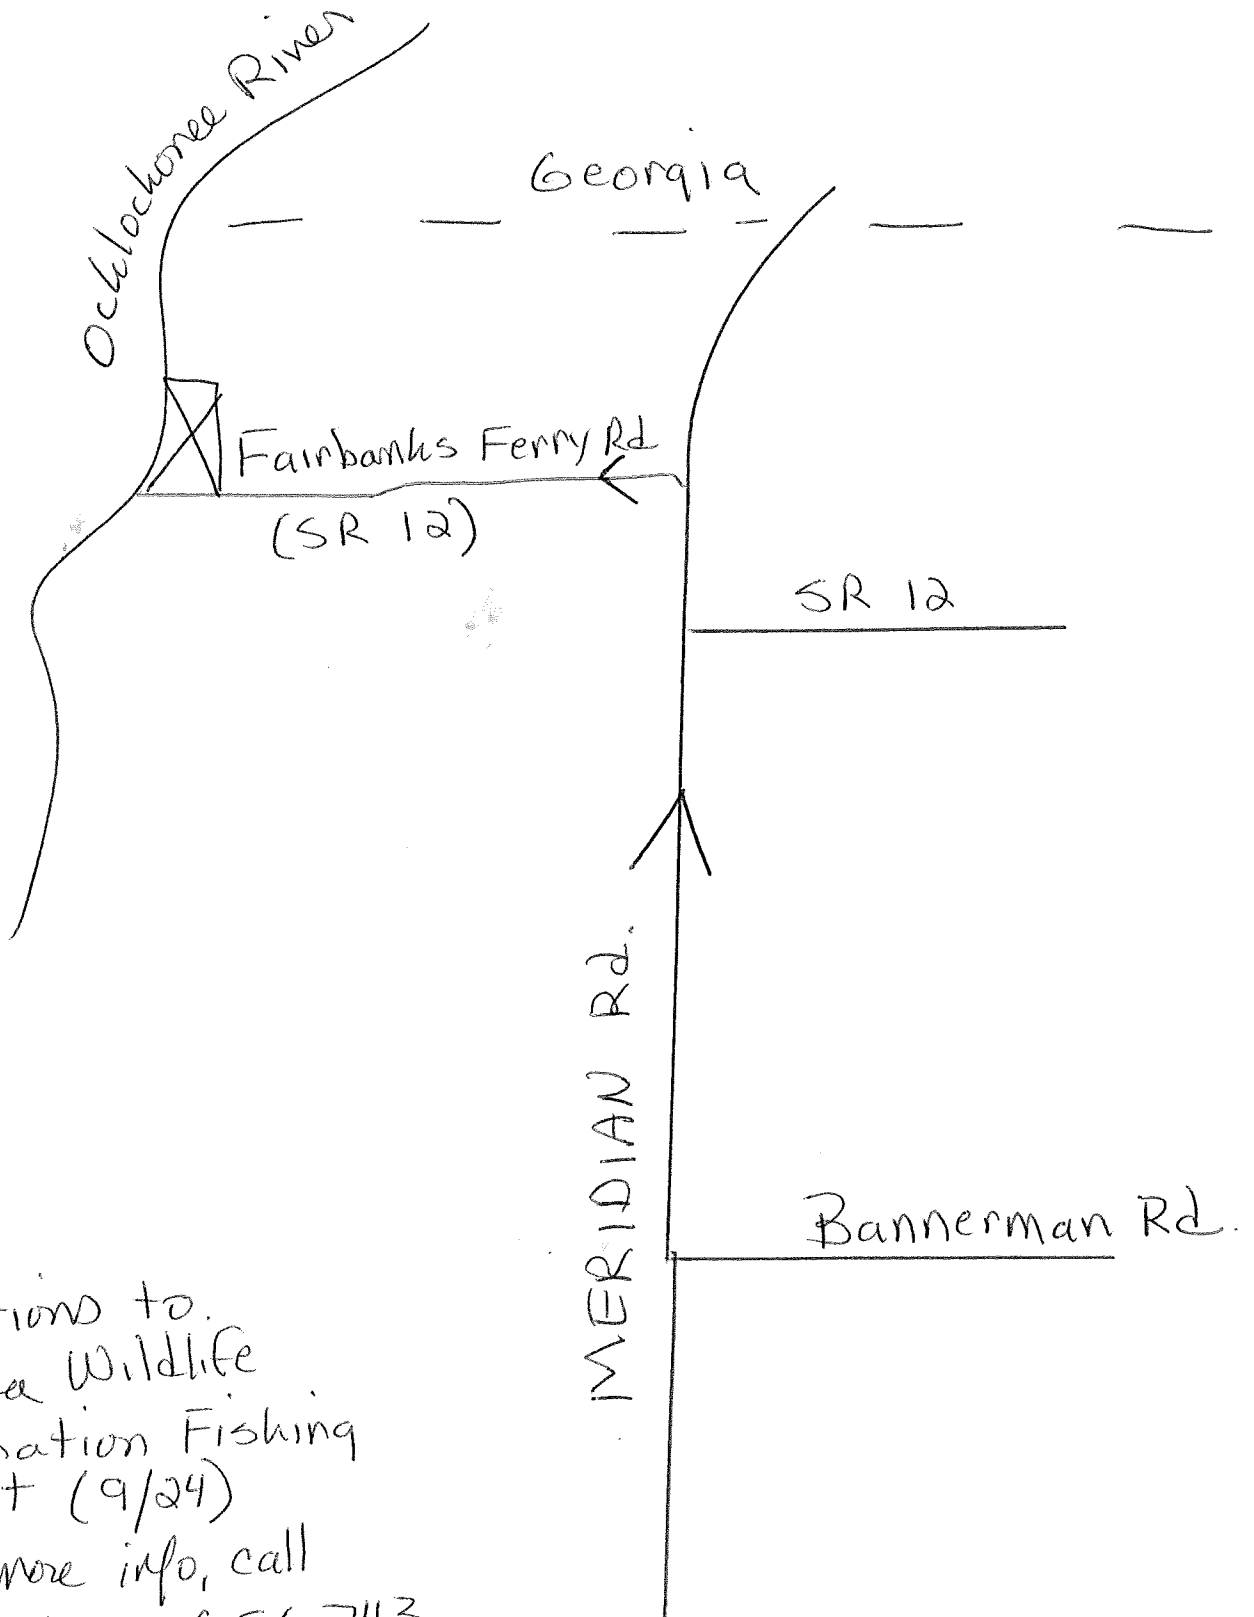 Ochlochonee River
Georgia
Fairbanks Ferry Rd
(SR 12)
SR 12
MERIDIAN Rd.
Bannerman Rd.
tions to
Wildlife
ation Fishing
t (9/24)
more info, call